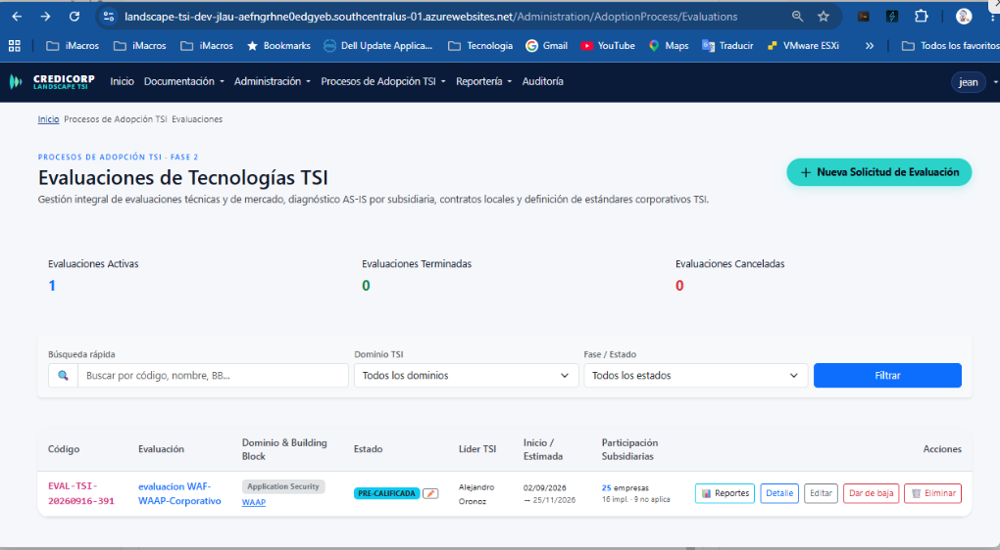 landscape-tsi-dev-jlau-aefngrhne0edgyeb.southcentralus-01.azurewebsites.net/Administration/AdoptionProcess/Evaluations
iMacros iMacros iMacros Bookmarks Dell Update Applica... Tecnologia Gmail YouTube Maps Traducir VMware ESXi » Todos los favoritos
CREDICORP
LANDSCAPE TSI
Inicio Documentación Administración Procesos de Adopción TSI Reportería Auditoría
jean
Inicio Procesos de Adopción TSI Evaluaciones
PROCESOS DE ADOPCIÓN TSI · FASE 2
Evaluaciones de Tecnologías TSI
+ Nueva Solicitud de Evaluación
Gestión integral de evaluaciones técnicas y de mercado, diagnóstico AS-IS por subsidiaria, contratos locales y definición de estándares corporativos TSI.
Evaluaciones Activas Evaluaciones Terminadas Evaluaciones Canceladas
1 0 0
Búsqueda rápida Dominio TSI Fase / Estado
Buscar por código, nombre, BB... Todos los dominios Todos los estados Filtrar
Código Evaluación Dominio & Building Block Estado Líder TSI Inicio / Estimada Participación Subsidiarias Acciones
EVAL-TSI-20260916-391
evaluacion WAF-WAAP-Corporativo
Application Security
WAAP
PRE-CALIFICADA
Alejandro Oronoz
02/09/2026
→ 25/11/2026
25 empresas
16 impl. · 9 no aplica
Reportes Detalle Editar Dar de baja Eliminar